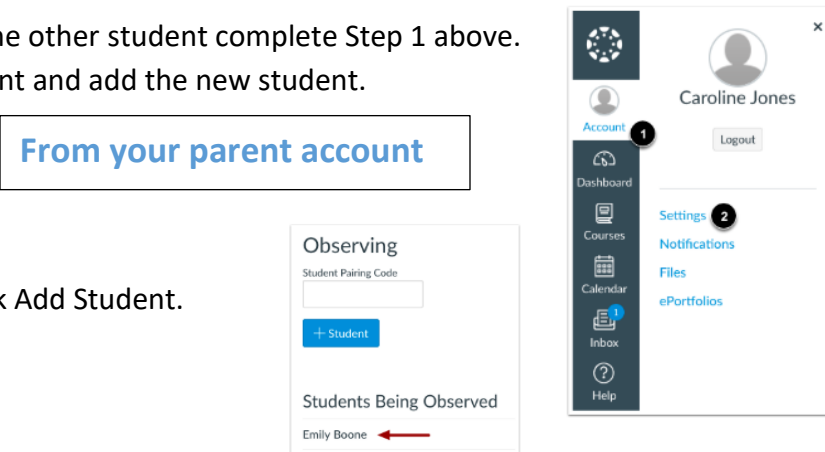 ne other student complete Step 1 above.
nt and add the new student.
From your parent account
k Add Student.
Observing
Student Pairing Code
+ Student
Students Being Observed
Emily Boone
×
Caroline Jones
Logout
Account 1
Dashboard
Courses
Calendar
1
Inbox
?
Help
Settings 2
Notifications
Files
ePortfolios